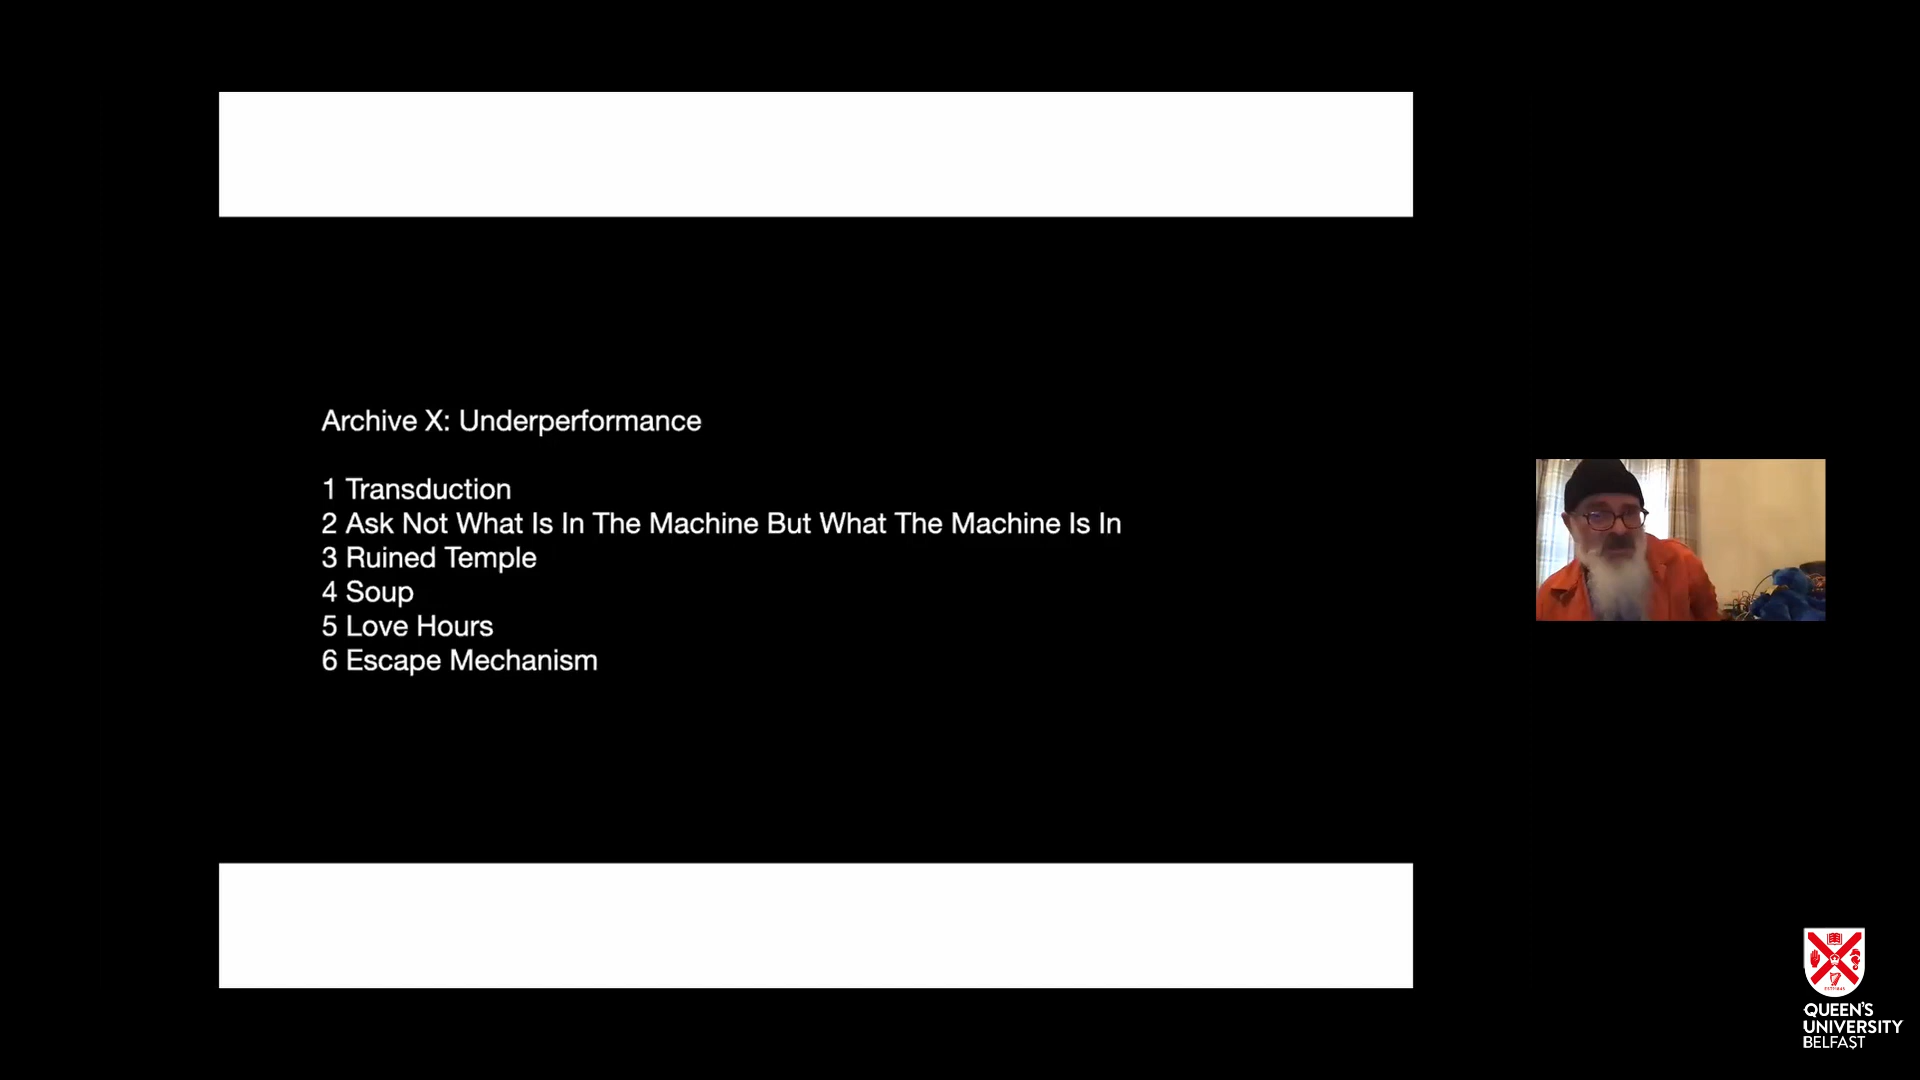 Archive X: Underperformance
1 Transduction
2 Ask Not What Is In The Machine But What The Machine Is In
3 Ruined Temple
4 Soup
5 Love Hours
6 Escape Mechanism
QUEEN'S
UNIVERSITY
BELFAST